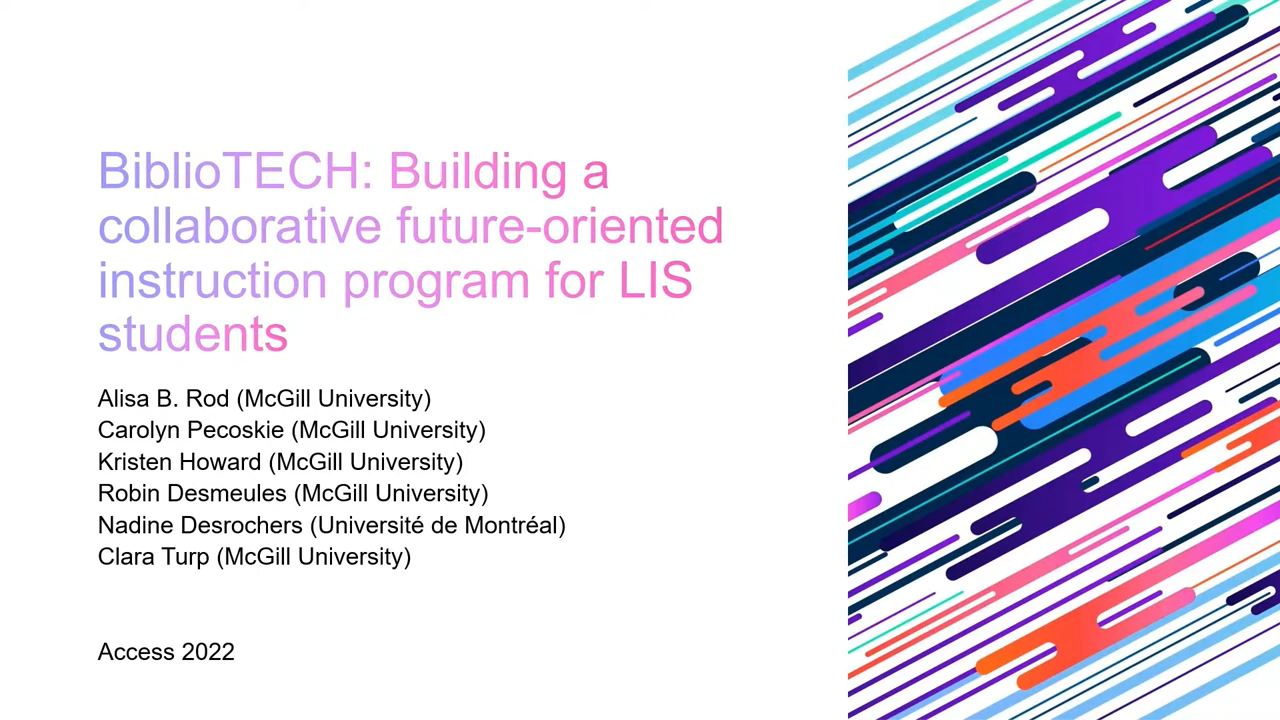 BiblioTECH: Building a
collaborative future-oriented
instruction program for LIS
students
Alisa B. Rod (McGill University)
Carolyn Pecoskie (McGill University)
Kristen Howard (McGill University)
Robin Desmeules (McGill University)
Nadine Desrochers (Université de Montréal)
Clara Turp (McGill University)
Access 2022